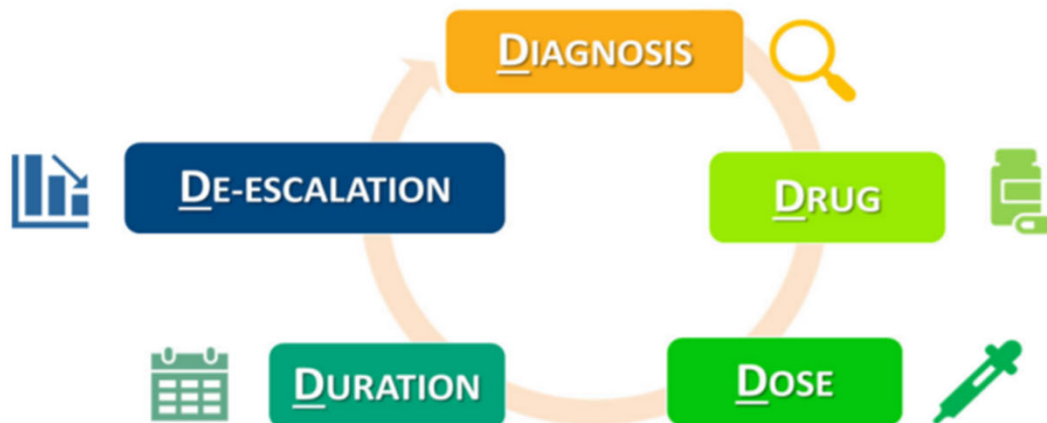 DIAGNOSIS
DRUG
DOSE
DURATION
DE-ESCALATION